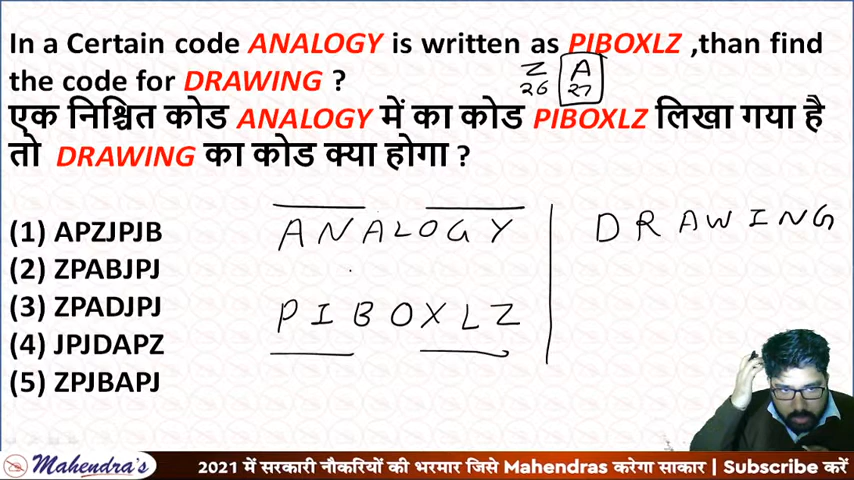 In a Certain code ANALOGY is written as PIBOXLZ ,than find
the code for DRAWING ?
Z A
26 27
एक निश्चित कोड ANALOGY में का कोड PIBOXLZ लिखा गया है
तो DRAWING का कोड क्या होगा ?
(1) APZJPJB
(2) ZPABJPJ
(3) ZPADJPJ
(4) JPJDAPZ
(5) ZPJBAPJ
ANALOGY
PIBOXLZ
DRAWING
Mahendra's
2021 में सरकारी नौकरियों की भरमार जिसे Mahendras करेगा साकार | Subscribe करें